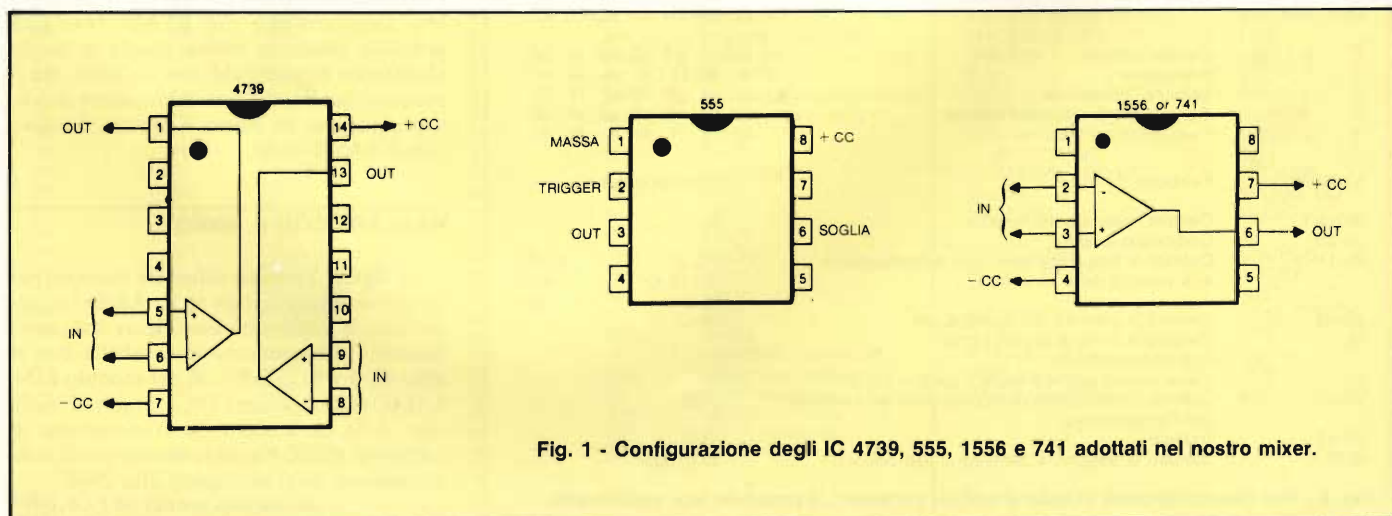 4739
OUT 1 14 + CC
2 13 OUT
3 12
4 11
5 + 10
IN
6 - + 9
IN
- CC 7 - 8
555
MASSA 1 8 + CC
TRIGGER 2 7
OUT 3 6 SOGLIA
4 5
1556 or 741
1 8
2 - 7 + CC
IN
3 + 6 OUT
- CC 4 5
Fig. 1 - Configurazione degli IC 4739, 555, 1556 e 741 adottati nel nostro mixer.